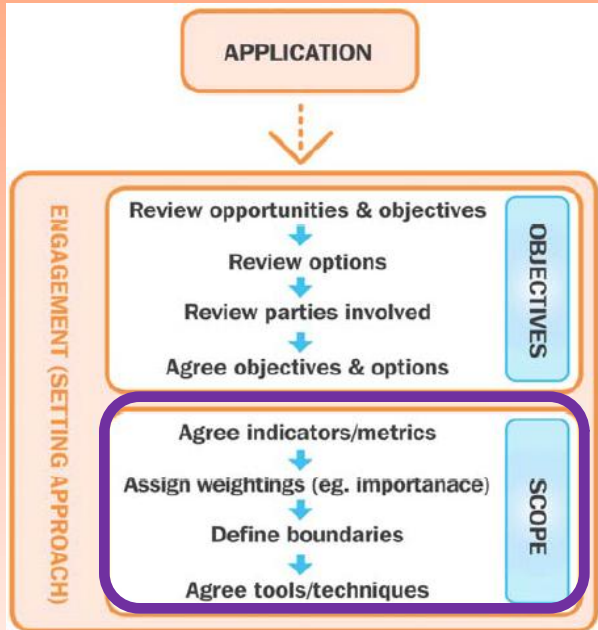 APPLICATION
ENGAGEMENT (SETTING APPROACH)
Review opportunities & objectives
Review options
Review parties involved
Agree objectives & options
OBJECTIVES
Agree indicators/metrics
Assign weightings (eg. importanace)
Define boundaries
Agree tools/techniques
SCOPE